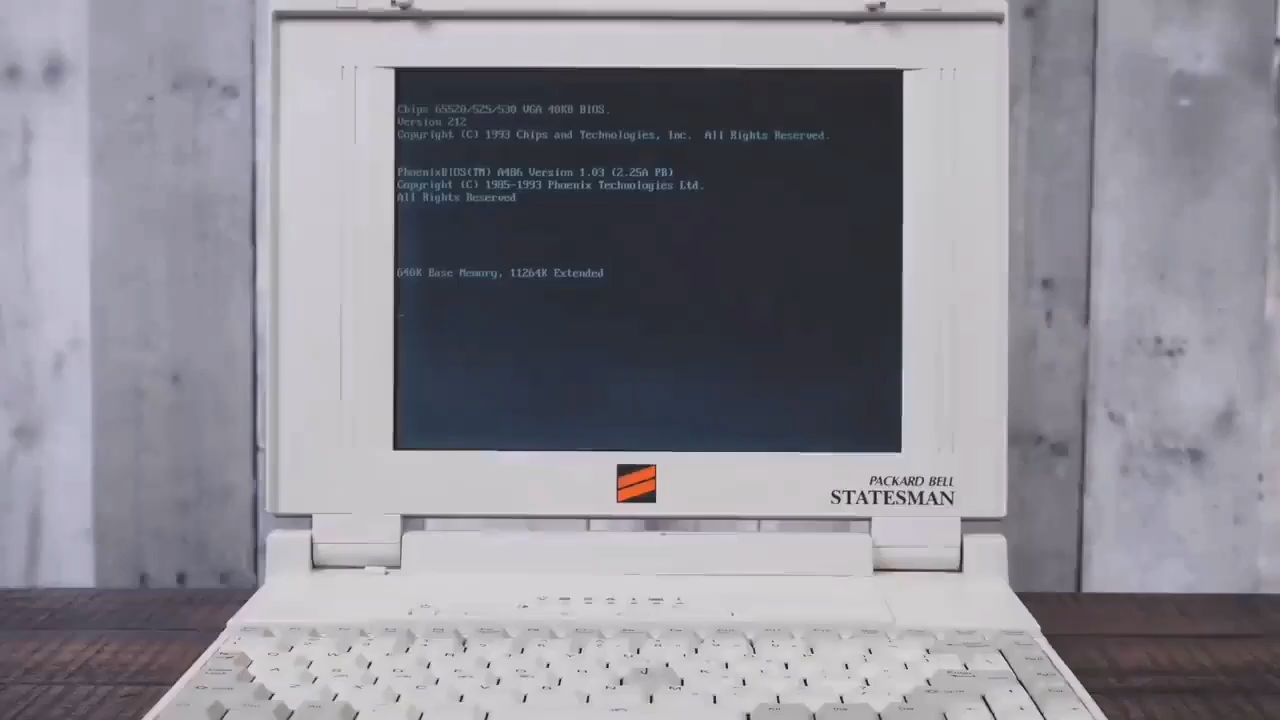 Chips 65520/525/530 VGA 40KB BIOS.
Version 212
Copyright (C) 1993 Chips and Technologies, Inc.  All Rights Reserved.
PhoenixBIOS(TM) A486 Version 1.03 (2.25A PB)
Copyright (C) 1985-1993 Phoenix Technologies Ltd.
All Rights Reserved
640K Base Memory, 11264K Extended
PACKARD BELL
STATESMAN